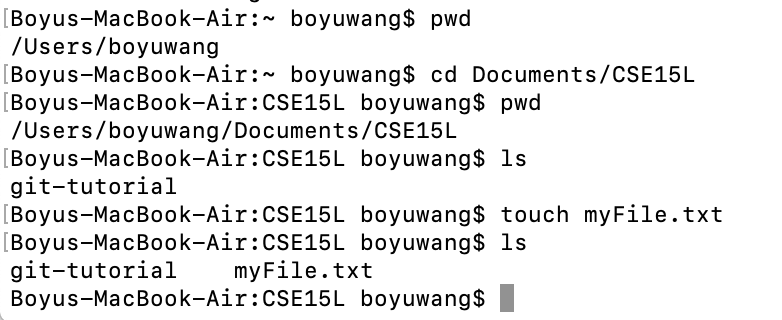 [Boyus-MacBook-Air:~ boyuwang$ pwd
/Users/boyuwang
[Boyus-MacBook-Air:~ boyuwang$ cd Documents/CSE15L
[Boyus-MacBook-Air:CSE15L boyuwang$ pwd
/Users/boyuwang/Documents/CSE15L
[Boyus-MacBook-Air:CSE15L boyuwang$ ls
git-tutorial
[Boyus-MacBook-Air:CSE15L boyuwang$ touch myFile.txt
[Boyus-MacBook-Air:CSE15L boyuwang$ ls
git-tutorial    myFile.txt
Boyus-MacBook-Air:CSE15L boyuwang$